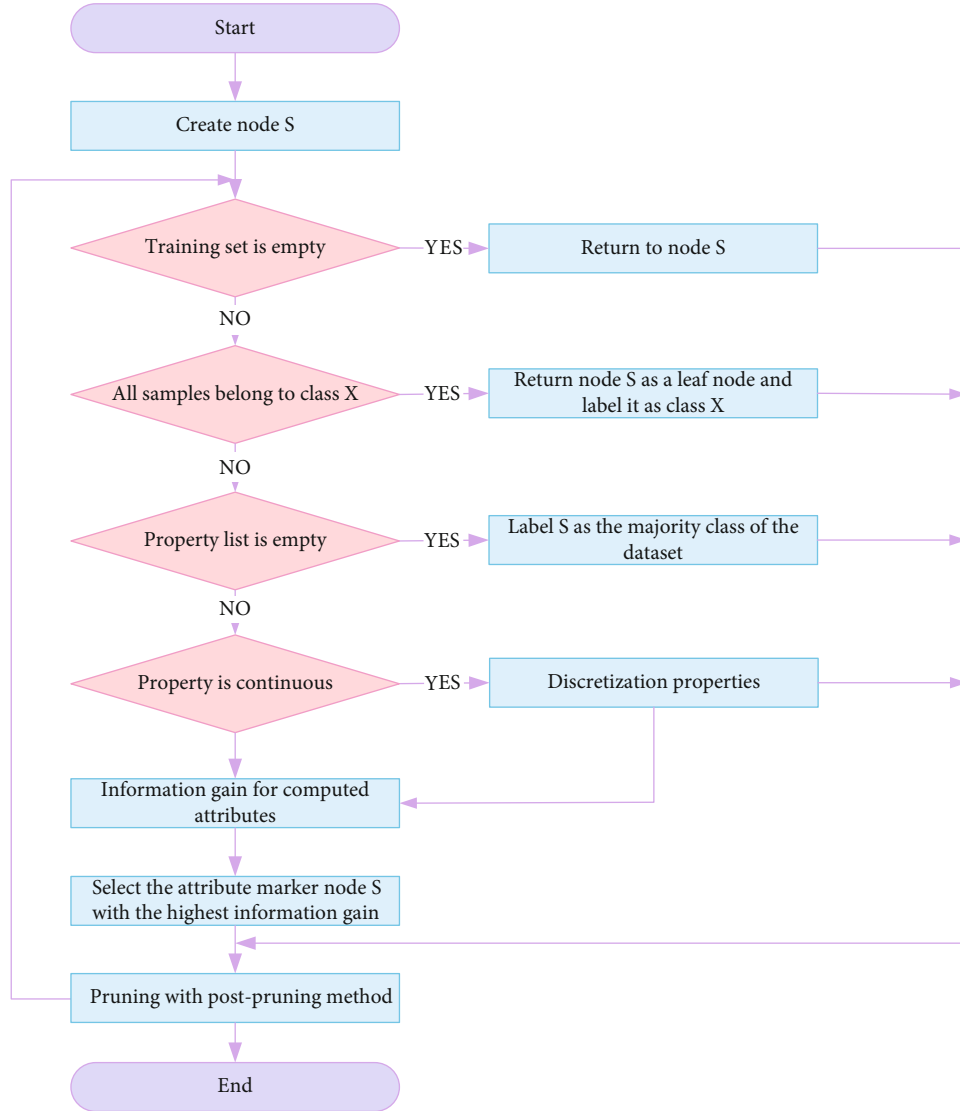 Start
Create node S
Training set is empty
YES
Return to node S
NO
All samples belong to class X
YES
Return node S as a leaf node and
label it as class X
NO
Property list is empty
YES
Label S as the majority class of the
dataset
NO
Property is continuous
YES
Discretization properties
Information gain for computed
attributes
Select the attribute marker node S
with the highest information gain
Pruning with post-pruning method
End